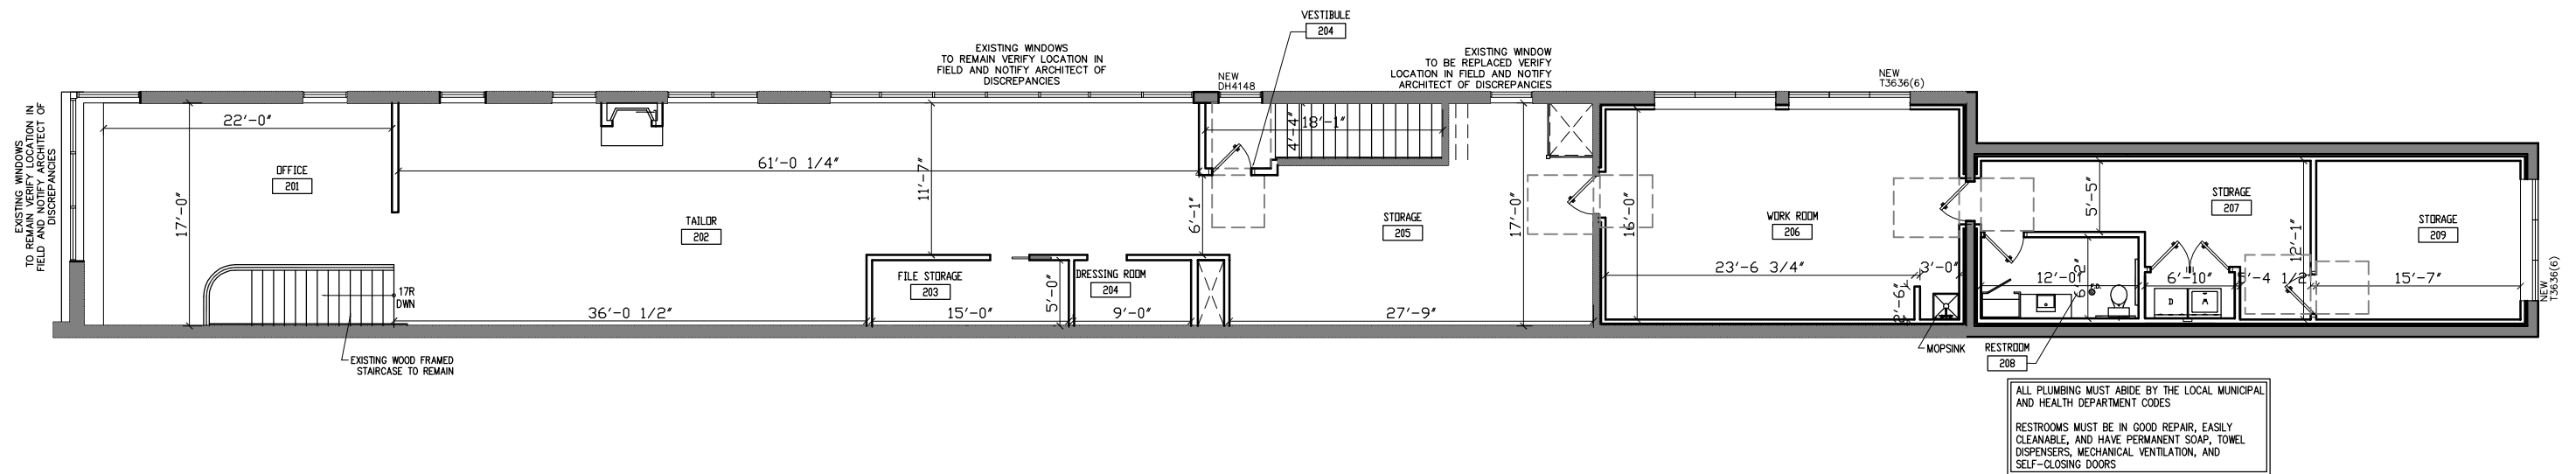 VESTIBULE
204
EXISTING WINDOWS
TO REMAIN VERIFY LOCATION IN
FIELD AND NOTIFY ARCHITECT OF
DISCREPANCIES
EXISTING WINDOW
TO BE REPLACED VERIFY
LOCATION IN FIELD AND NOTIFY
ARCHITECT OF DISCREPANCIES
NEW
DH4148
NEW
T3636(6)
EXISTING WINDOWS
TO REMAIN VERIFY LOCATION IN
FIELD AND NOTIFY ARCHITECT OF
DISCREPANCIES
22'-0"
17'-0"
OFFICE
201
61'-0 1/4"
11'-7"
TAILOR
202
18'-1"
4'-4"
6'-1"
STORAGE
205
17'-0"
16'-0"
WORK ROOM
206
5'-5"
STORAGE
207
12'-1"
STORAGE
209
17R
DWN
36'-0 1/2"
FILE STORAGE
203
15'-0"
5'-0"
DRESSING ROOM
204
9'-0"
27'-9"
23'-6 3/4"
3'-0"
2'-6"
12'-0"
F.D.
6'-10"
D
5'-4 1/2"
15'-7"
NEW
T3636(6)
EXISTING WOOD FRAMED
STAIRCASE TO REMAIN
MOPSINK
RESTROOM
208
ALL PLUMBING MUST ABIDE BY THE LOCAL MUNICIPAL
AND HEALTH DEPARTMENT CODES
RESTROOMS MUST BE IN GOOD REPAIR, EASILY
CLEANABLE, AND HAVE PERMANENT SOAP, TOWEL
DISPENSERS, MECHANICAL VENTILATION, AND
SELF-CLOSING DOORS